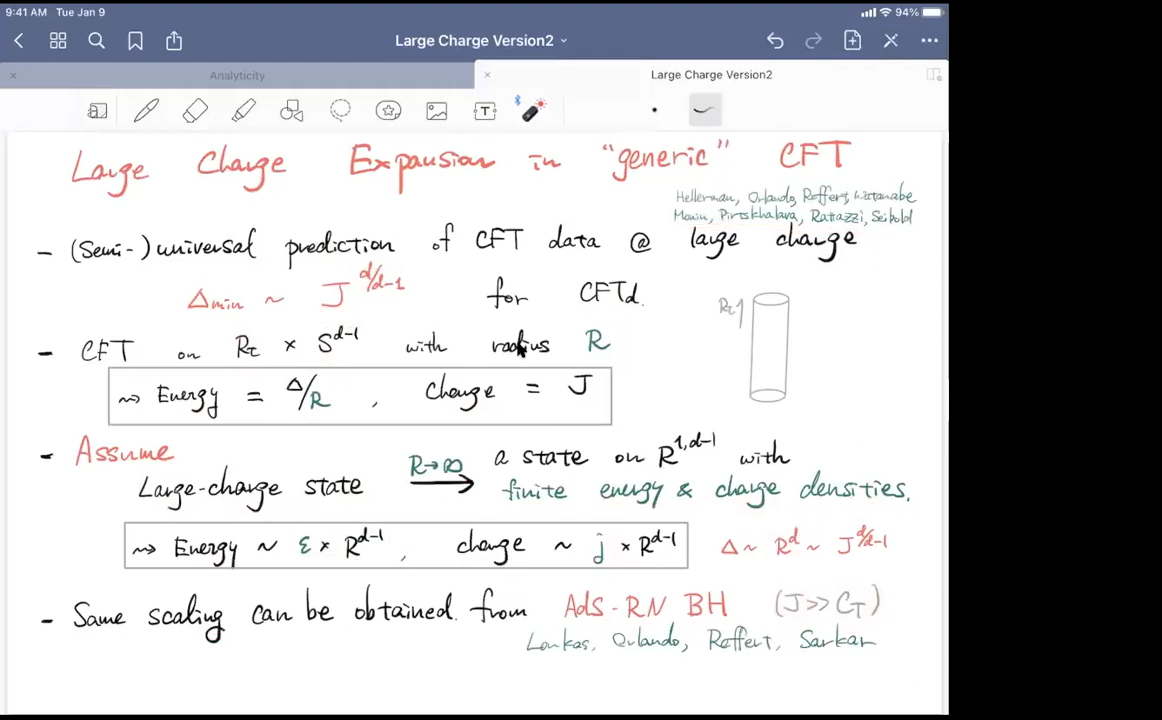 9:41 AM Tue Jan 9
94%
Large Charge Version2
Analyticity
Large Charge Version2
Large Charge Expansion in "generic" CFT
Hellerman, Orlando, Reffert, Watanabe
Monin, Pirtskhalava, Rattazzi, Seibold
- (Semi-) universal prediction of CFT data @ large charge
Δmin ~ J^{d/d-1} for CFTd.
- CFT on Rτ × S^{d-1} with radius R
Rτ↑
⇝ Energy = Δ/R , Charge = J
- Assume
Large-charge state R→∞ ⟶ a state on R^{1,d-1} with
finite energy & charge densities.
⇝ Energy ~ ε × R^{d-1} , charge ~ j × R^{d-1}
Δ ~ R^d ~ J^{d/d-1}
- Same scaling can be obtained from AdS-RN BH (J >> C_T)
Loukas, Orlando, Reffert, Sarkar